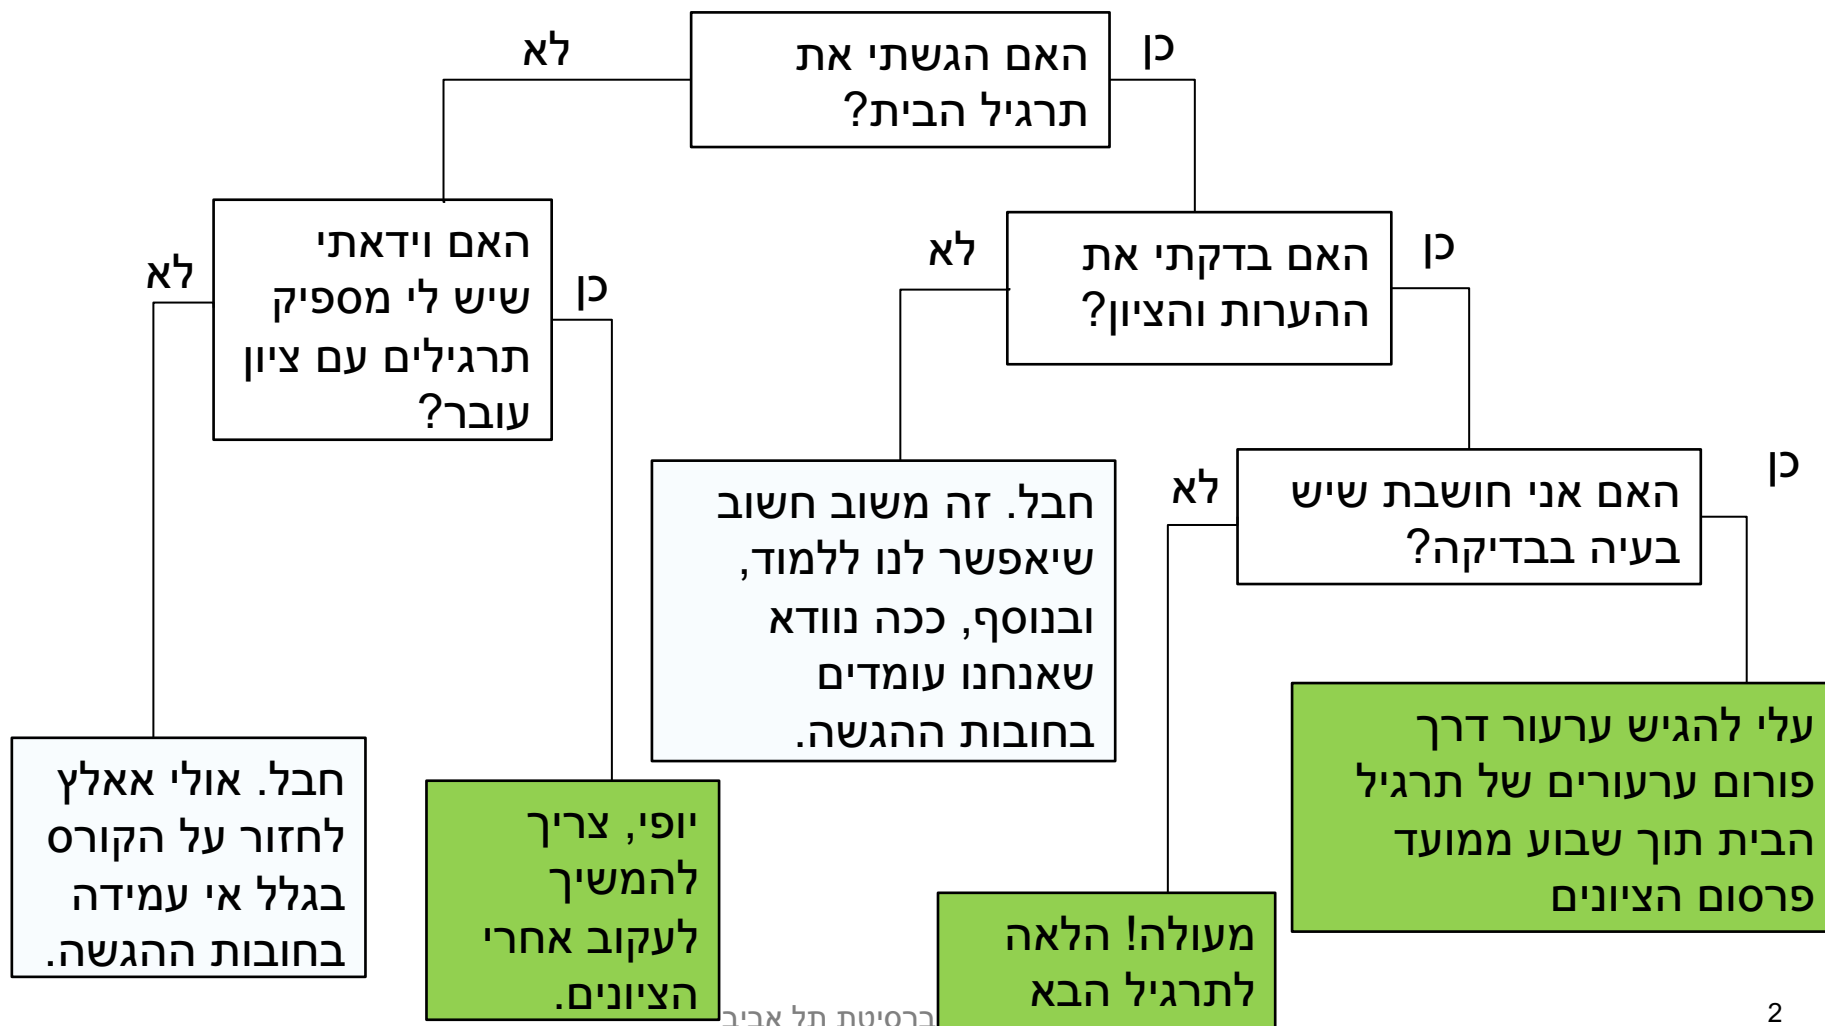 האם הגשתי את
תרגיל הבית?
כן
לא
האם בדקתי את
ההערות והציון?
כן
לא
האם וידאתי
שיש לי מספיק
תרגילים עם ציון
עובר?
כן
לא
האם אני חושבת שיש
בעיה בבדיקה?
כן
לא
חבל. זה משוב חשוב
שיאפשר לנו ללמוד,
ובנוסף, ככה נוודא
שאנחנו עומדים
בחובות ההגשה.
עלי להגיש ערעור דרך
פורום ערעורים של תרגיל
הבית תוך שבוע ממועד
פרסום הציונים
מעולה! הלאה
לתרגיל הבא
יופי, צריך
להמשיך
לעקוב אחרי
הציונים.
חבל. אולי אאלץ
לחזור על הקורס
בגלל אי עמידה
בחובות ההגשה.
ברסיטת תל אביב
2